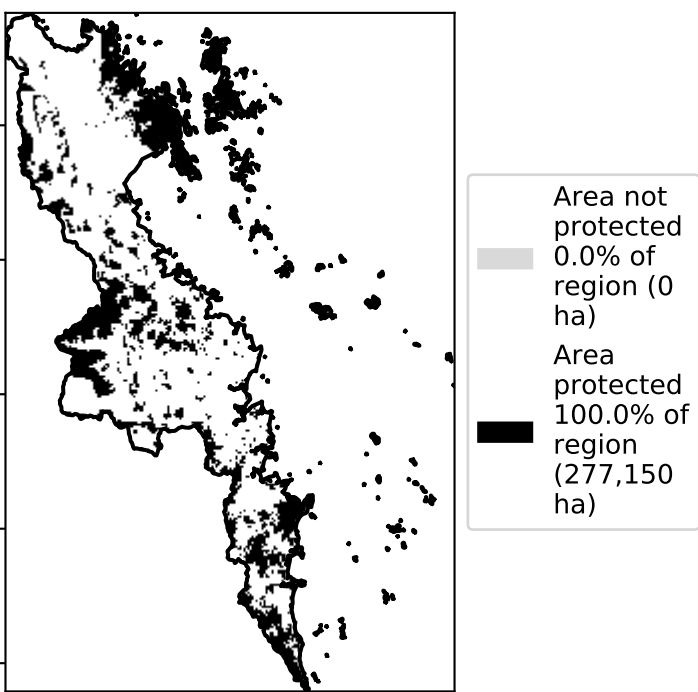 Area not
protected
0.0% of
region (0
ha)
Area
protected
100.0% of
region
(277,150
ha)